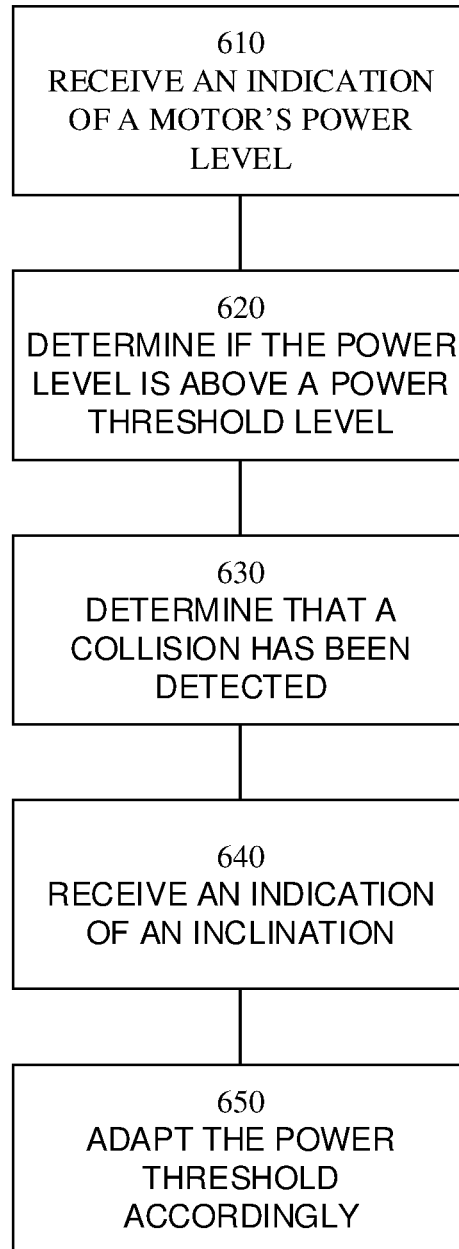 610
RECEIVE AN INDICATION
OF A MOTOR'S POWER
LEVEL
620
DETERMINE IF THE POWER
LEVEL IS ABOVE A POWER
THRESHOLD LEVEL
630
DETERMINE THAT A
COLLISION HAS BEEN
DETECTED
640
RECEIVE AN INDICATION
OF AN INCLINATION
650
ADAPT THE POWER
THRESHOLD
ACCORDINGLY